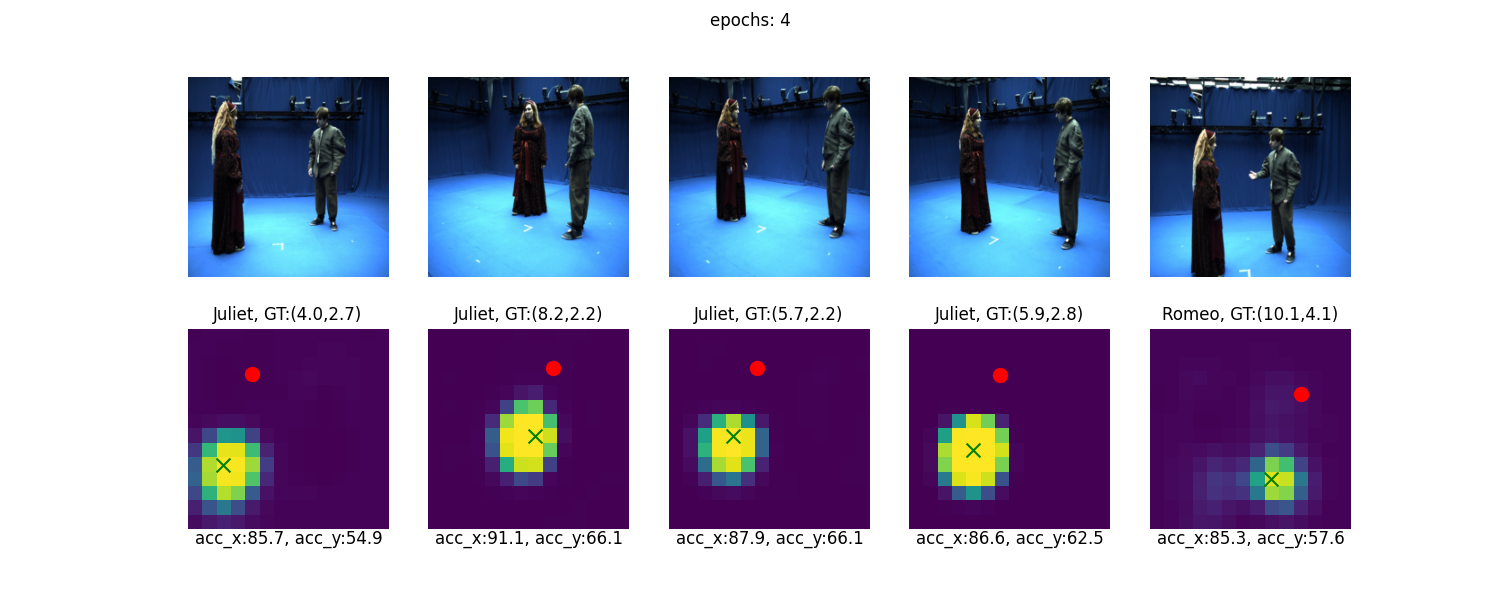 epochs: 4
Juliet, GT:(4.0,2.7)
Juliet, GT:(8.2,2.2)
Juliet, GT:(5.7,2.2)
Juliet, GT:(5.9,2.8)
Romeo, GT:(10.1,4.1)
acc_x:85.7, acc_y:54.9
acc_x:91.1, acc_y:66.1
acc_x:87.9, acc_y:66.1
acc_x:86.6, acc_y:62.5
acc_x:85.3, acc_y:57.6